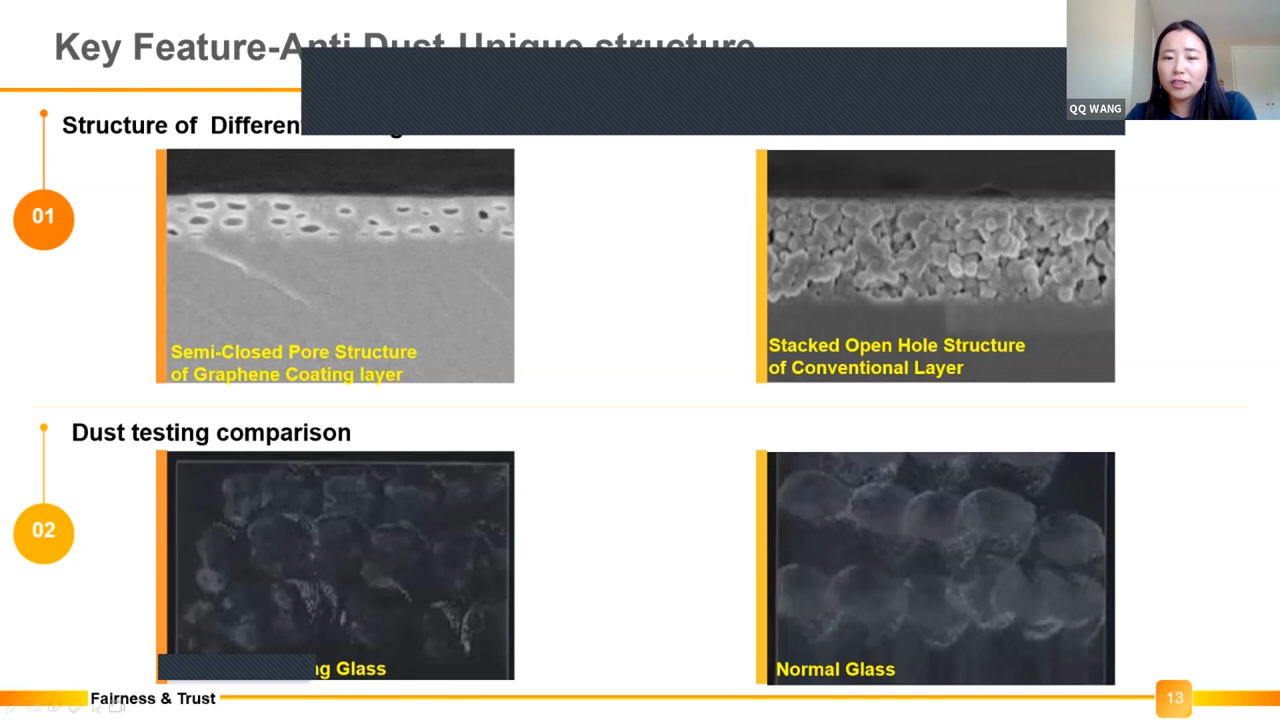 Key Feature-Anti Dust-Unique structure
QQ WANG
Structure of
01
Semi-Closed Pore Structure
of Graphene Coating layer
Stacked Open Hole Structure
of Conventional Layer
Dust testing comparison
02
Glass
Normal Glass
Fairness & Trust
13